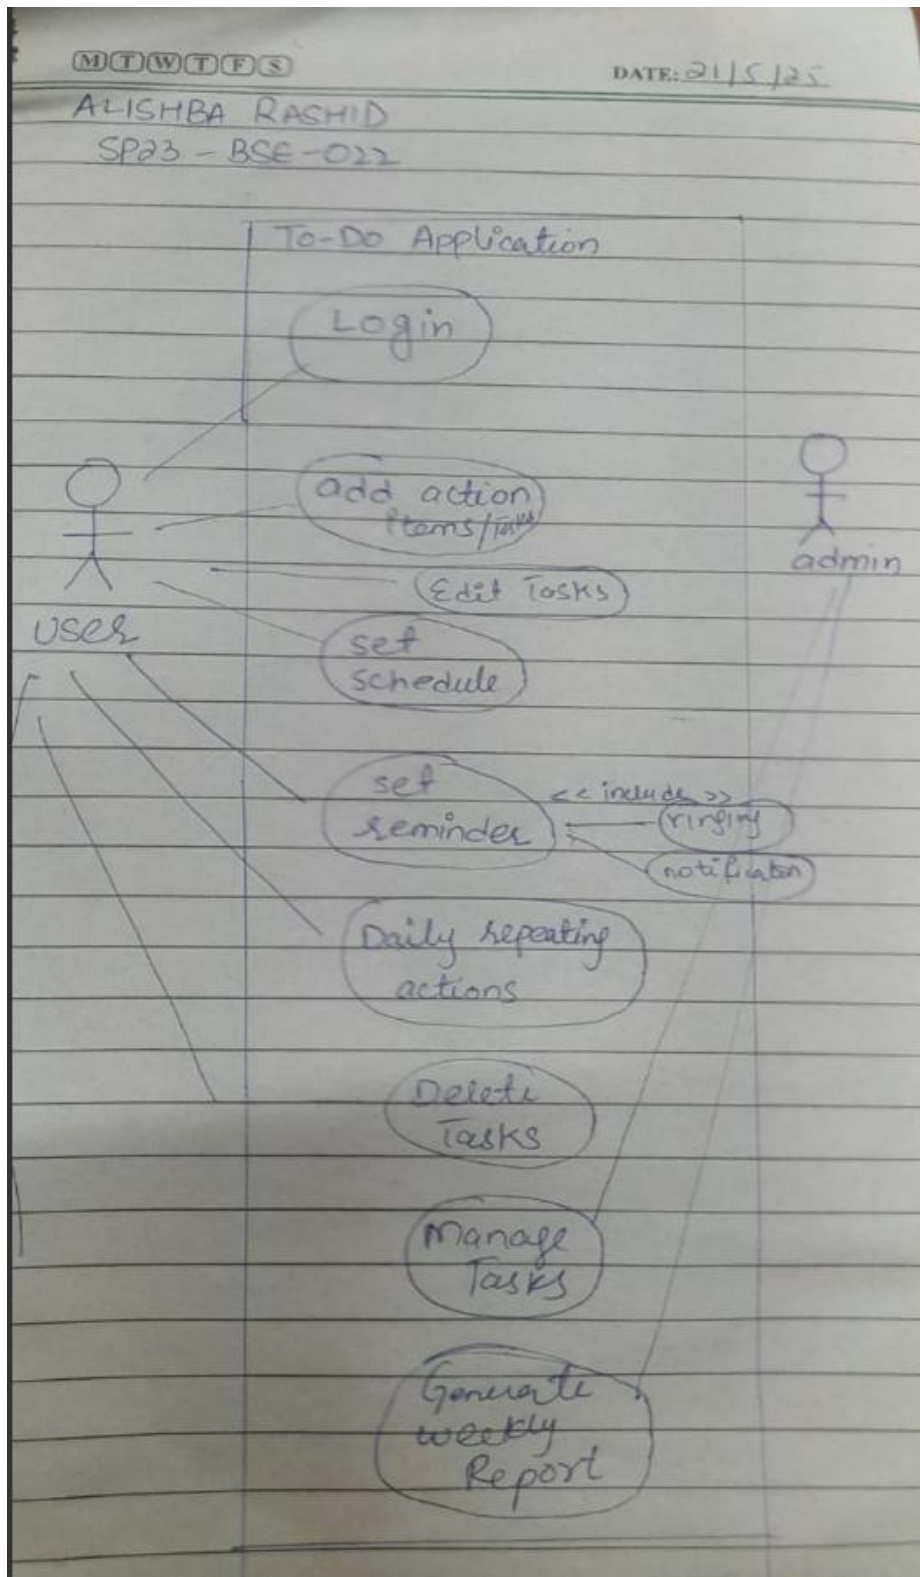 M T W T F S
DATE: 21/5/25
ALISHBA RASHID
SP23-BSE-022
To-Do Application
Login
add action
items/Tasks
admin
Edit Tasks
user
set
schedule
set
reminder
<< include >>
ringing
notification
Daily repeating
actions
Delete
Tasks
Manage
Tasks
Generate
weekly
Report